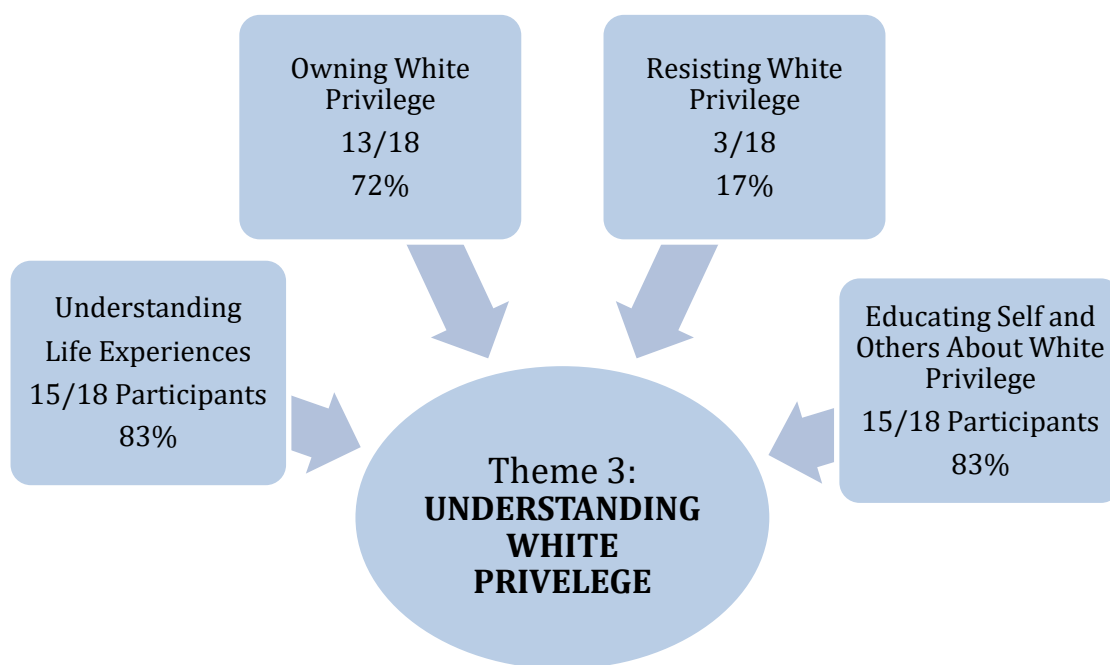 Owning White
Privilege
13/18
72%
Resisting White
Privilege
3/18
17%
Understanding
Life Experiences
15/18 Participants
83%
Educating Self and
Others About White
Privilege
15/18 Participants
83%
Theme 3:
UNDERSTANDING
WHITE
PRIVELEGE